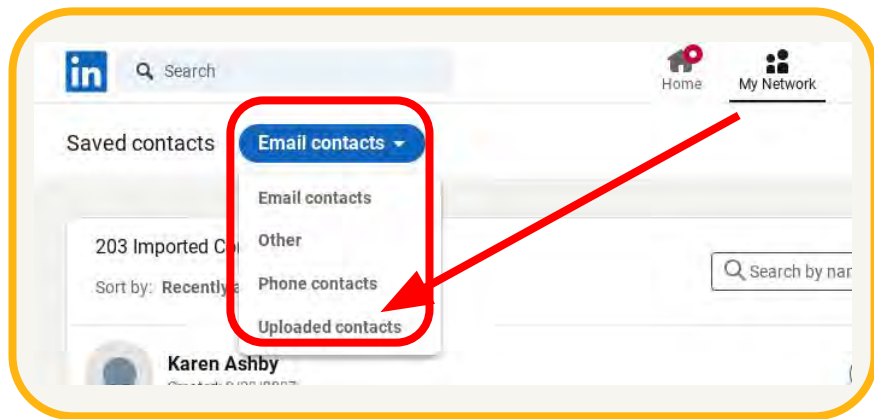 in Search
Home My Network
Saved contacts Email contacts
Email contacts
203 Imported Co
Other
Sort by: Recently a
Phone contacts
Search by nar
Uploaded contacts
Karen Ashby